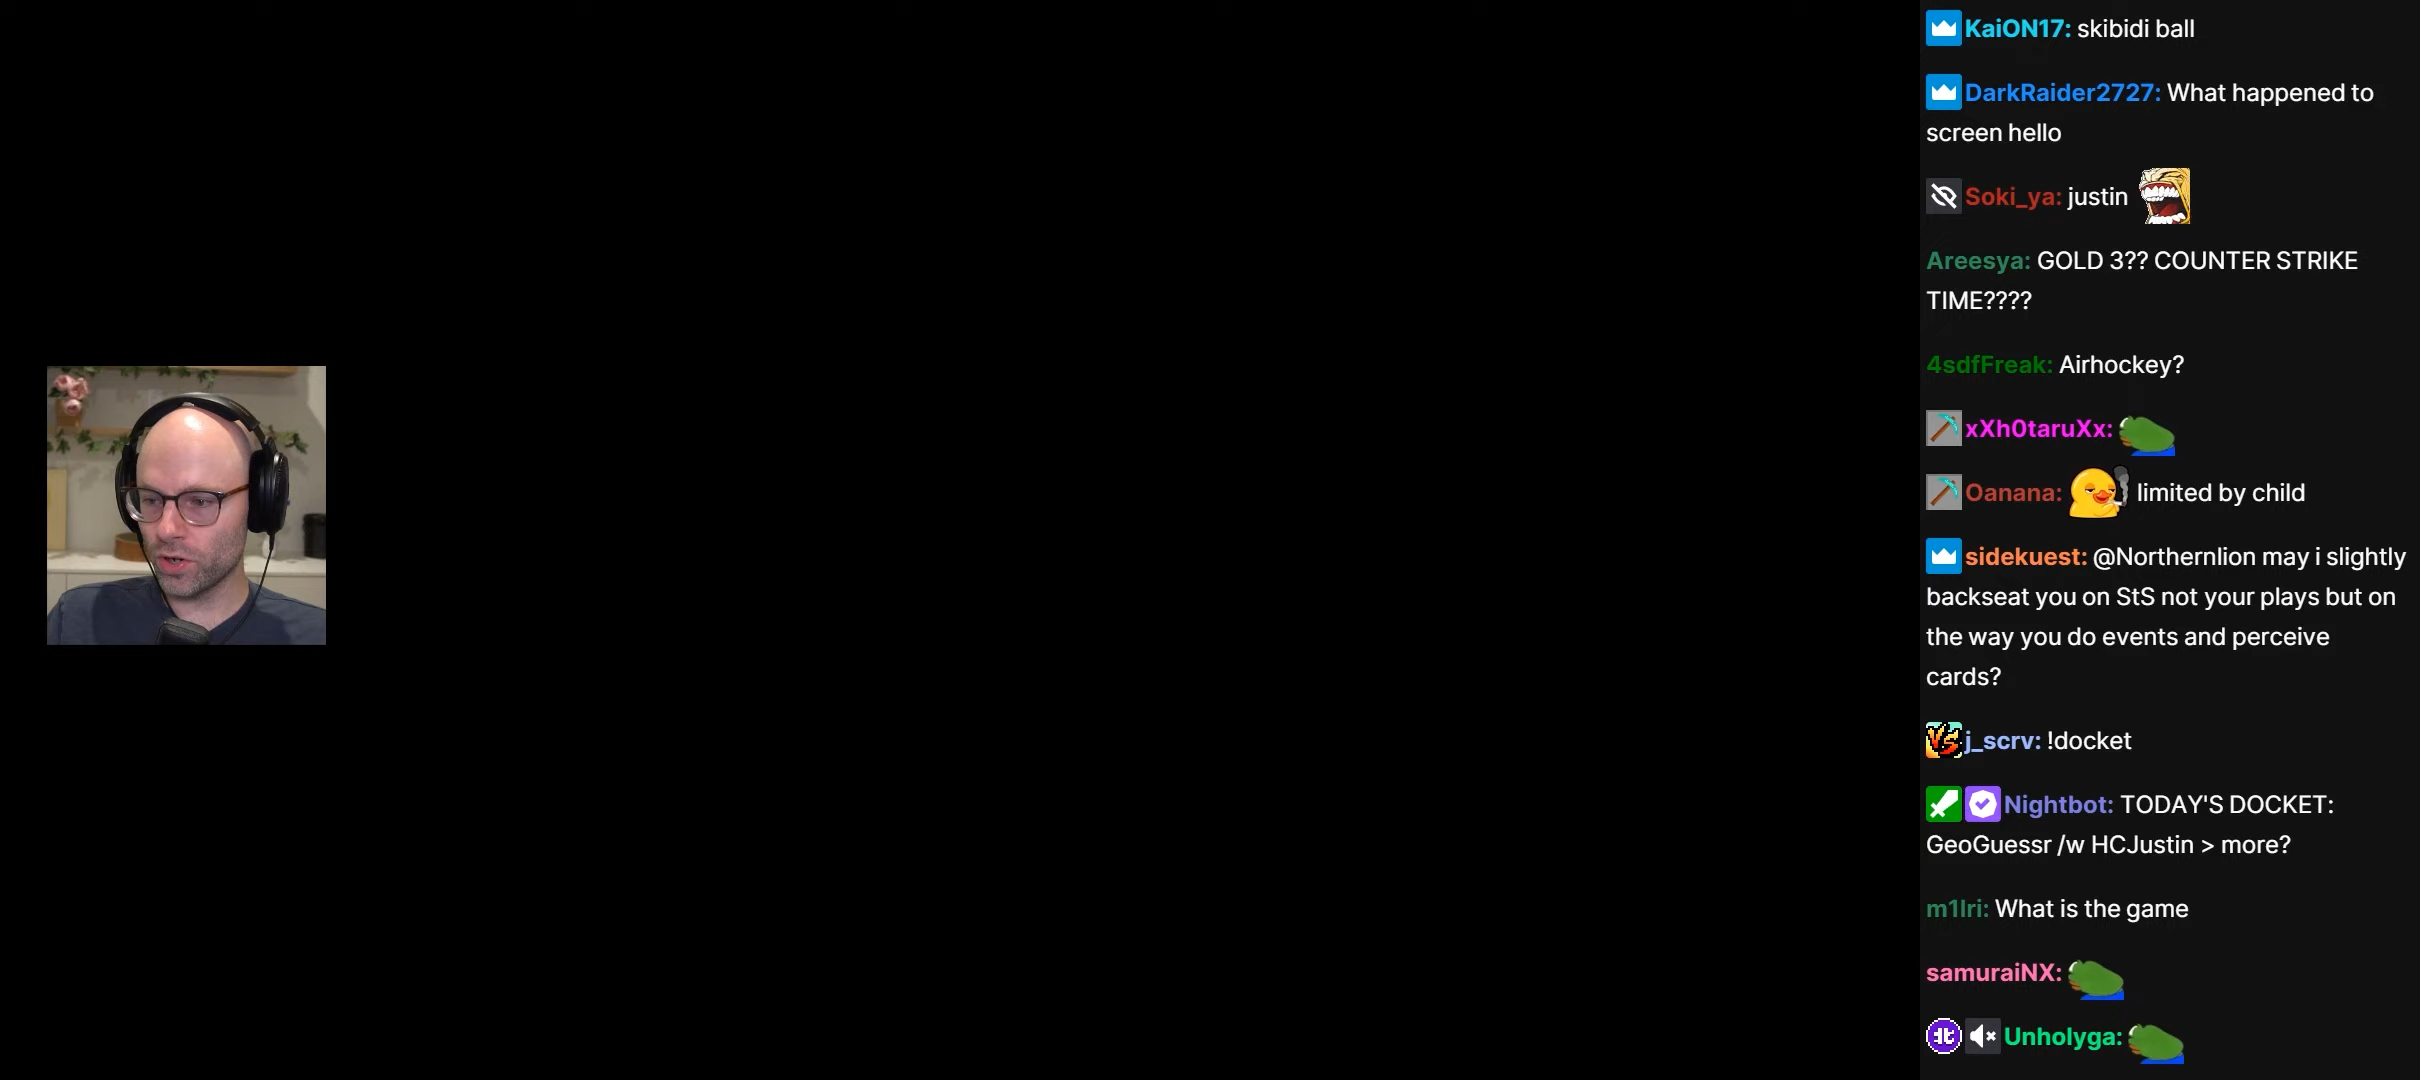 KaiON17: skibidi ball
DarkRaider2727: What happened to
screen hello
Soki_ya: justin
Areesya: GOLD 3?? COUNTER STRIKE
TIME????
4sdfFreak: Airhockey?
xXh0taruXx:
Oanana: limited by child
sidekuest: @Northernlion may i slightly
backseat you on StS not your plays but on
the way you do events and perceive
cards?
j_scrv: !docket
Nightbot: TODAY'S DOCKET:
GeoGuessr /w HCJustin > more?
m1lri: What is the game
samuraiNX:
Unholyga: